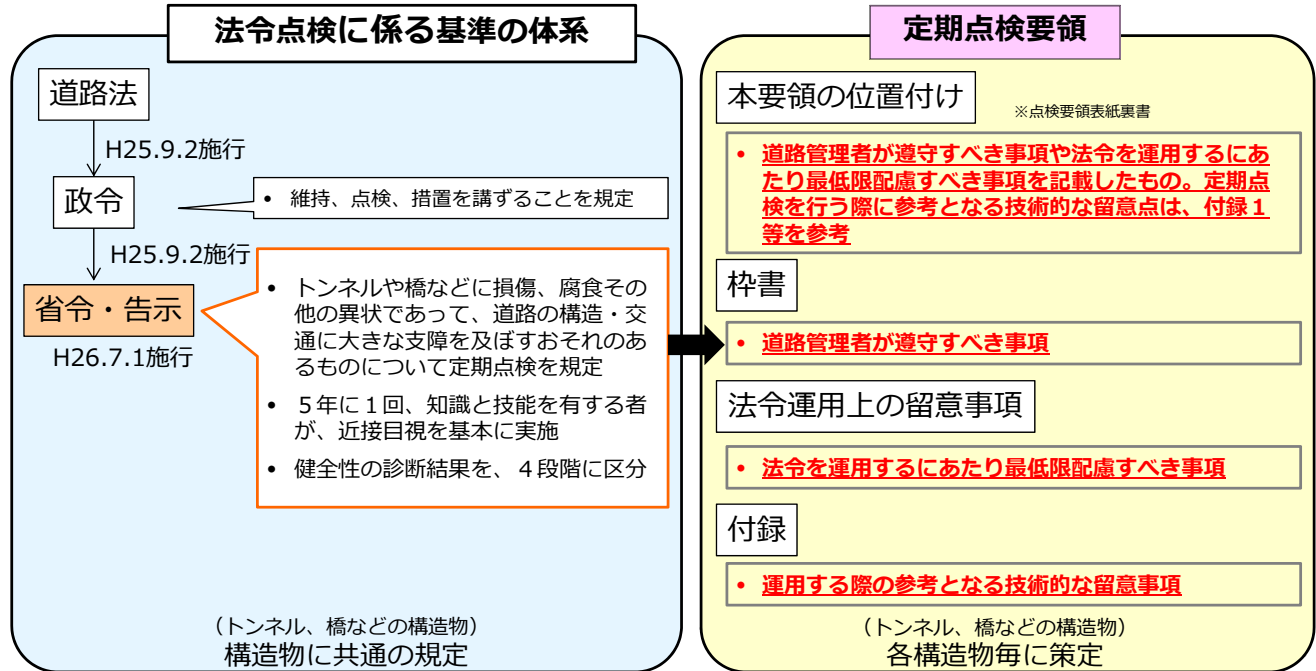 法令点検に係る基準の体系
道路法
H25.9.2施行
政令
• 維持、点検、措置を講ずることを規定
H25.9.2施行
省令・告示
H26.7.1施行
• トンネルや橋などに損傷、腐食その
他の異状であって、道路の構造・交
通に大きな支障を及ぼすおそれのあ
るものについて定期点検を規定
• ５年に１回、知識と技能を有する者
が、近接目視を基本に実施
• 健全性の診断結果を、４段階に区分
（トンネル、橋などの構造物）
構造物に共通の規定
定期点検要領
本要領の位置付け
※点検要領表紙裏書
• 道路管理者が遵守すべき事項や法令を運用するにあ
たり最低限配慮すべき事項を記載したもの。定期点
検を行う際に参考となる技術的な留意点は、付録１
等を参考
枠書
• 道路管理者が遵守すべき事項
法令運用上の留意事項
• 法令を運用するにあたり最低限配慮すべき事項
付録
• 運用する際の参考となる技術的な留意事項
（トンネル、橋などの構造物）
各構造物毎に策定